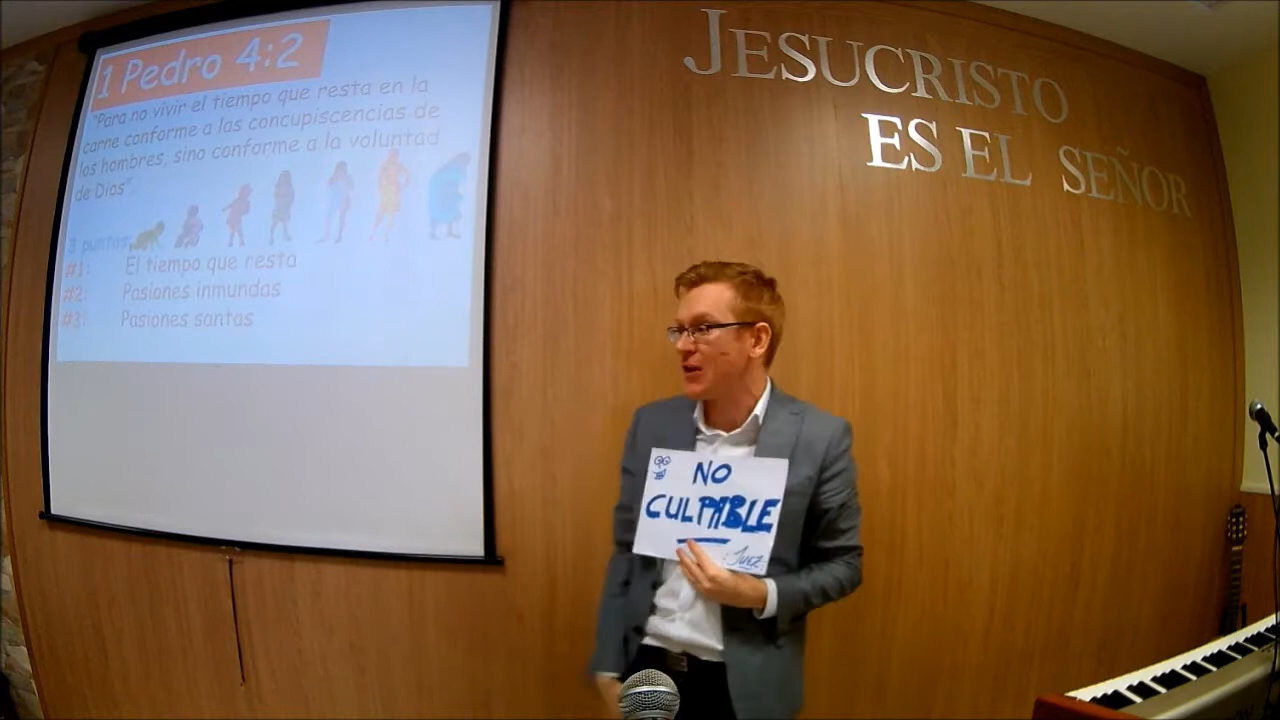 1 Pedro 4:2
"Para no vivir el tiempo que resta en la
carne conforme a las concupiscencias de
los hombres, sino conforme a la voluntad
de Dios"
3 puntos
#1: El tiempo que resta
#2: Pasiones inmundas
#3: Pasiones santas
JESUCRISTO
ES EL SEÑOR
NO
CULPABLE
Juez